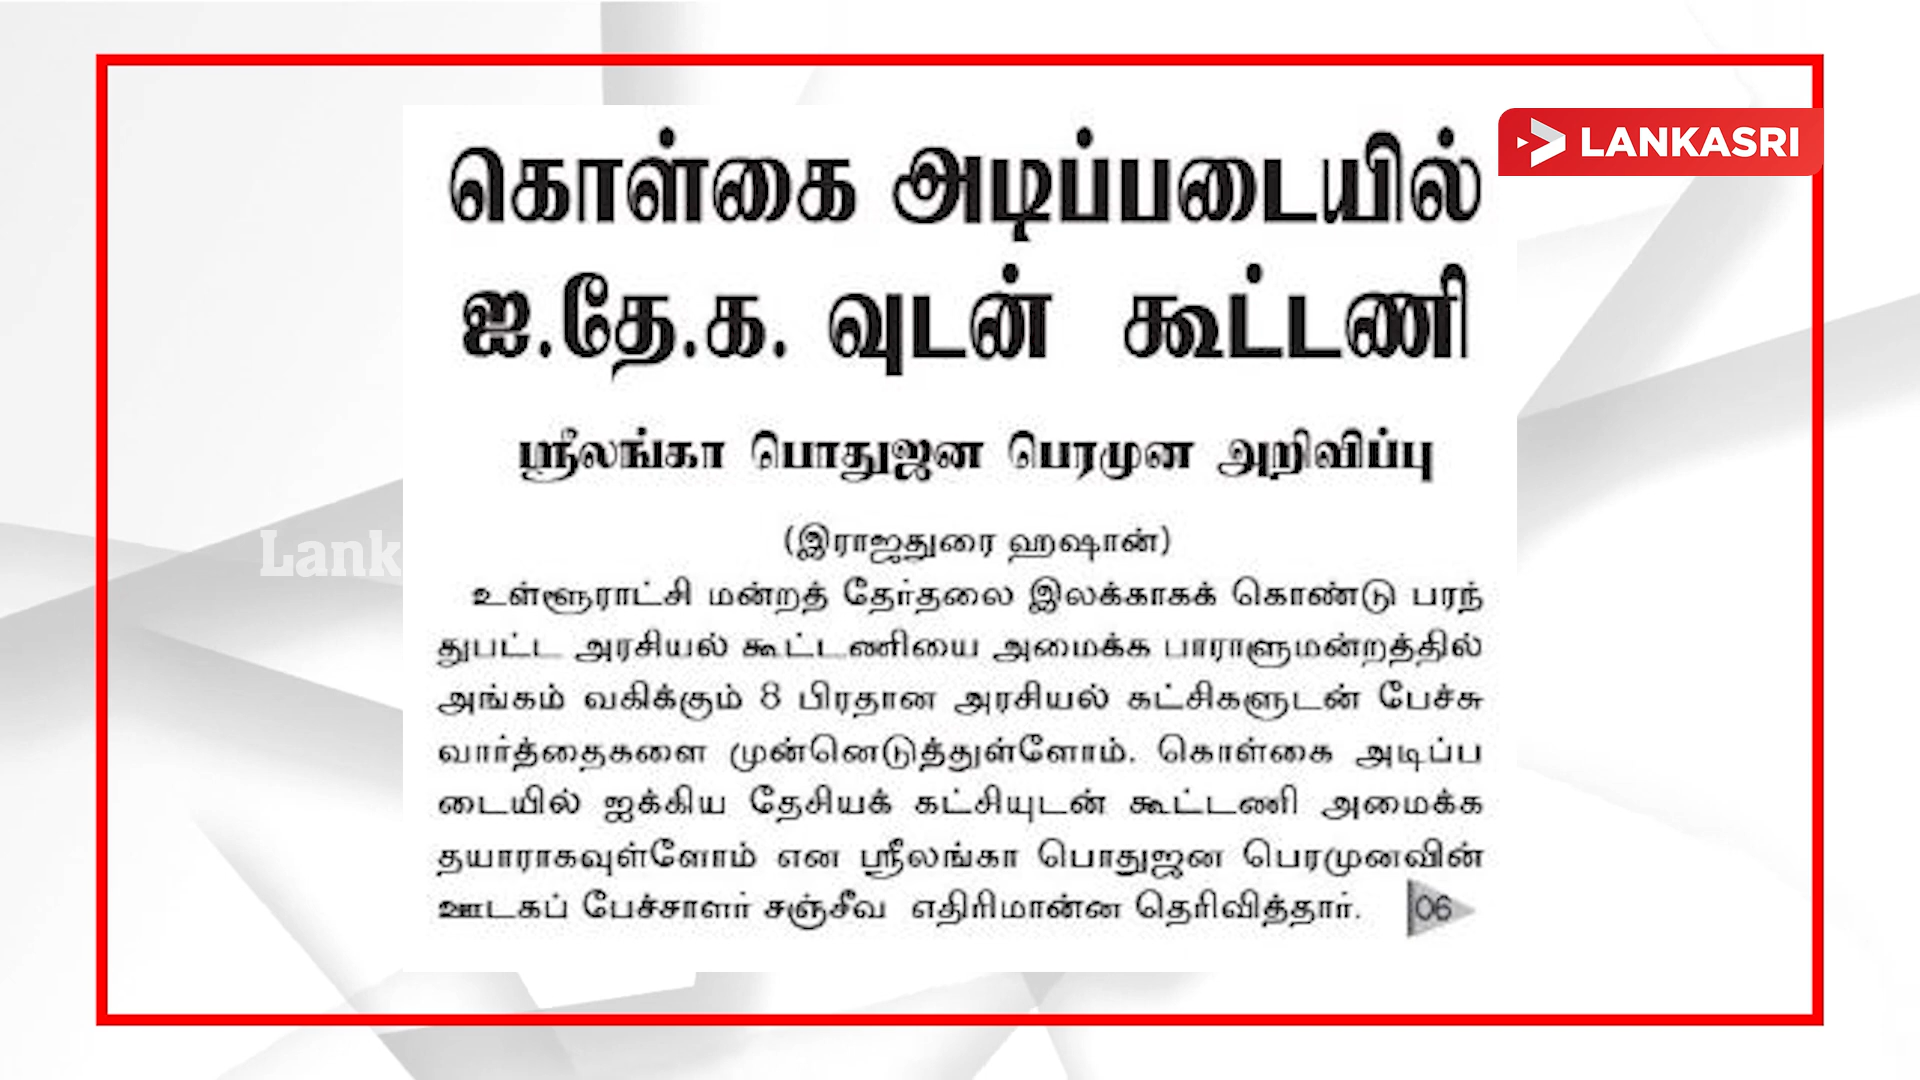 LANKASRI
கொள்கை அடிப்படையில்
ஐ.தே.க. வுடன் கூட்டணி
ஸ்ரீலங்கா பொதுஜன பெரமுன அறிவிப்பு
(இராஜதுரை ஹஷான்)
உள்ளூராட்சி மன்றத் தேர்தலை இலக்காகக் கொண்டு பரந்
துபட்ட அரசியல் கூட்டணியை அமைக்க பாராளுமன்றத்தில்
அங்கம் வகிக்கும் 8 பிரதான அரசியல் கட்சிகளுடன் பேச்சு
வார்த்தைகளை முன்னெடுத்துள்ளோம். கொள்கை அடிப்ப
டையில் ஐக்கிய தேசியக் கட்சியுடன் கூட்டணி அமைக்க
தயாராகவுள்ளோம் என ஸ்ரீலங்கா பொதுஜன பெரமுனவின்
ஊடகப் பேச்சாளர் சஞ்சீவ எதிரிமான்ன தெரிவித்தார். 06
Lank